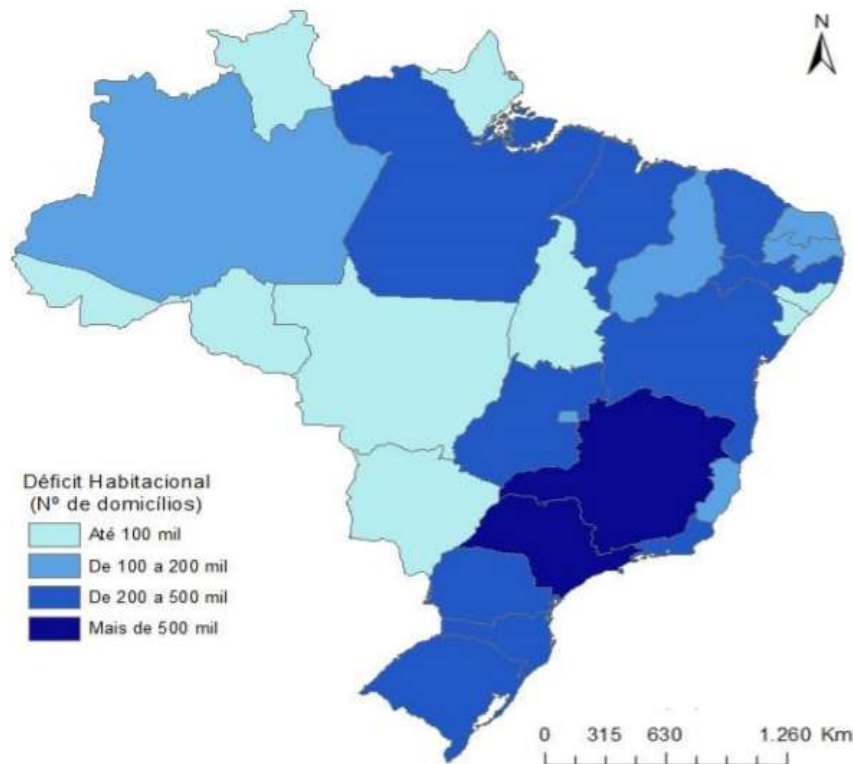 N
Déficit Habitacional
(Nº de domicílios)
Até 100 mil
De 100 a 200 mil
De 200 a 500 mil
Mais de 500 mil
0 315 630 1.260 Km